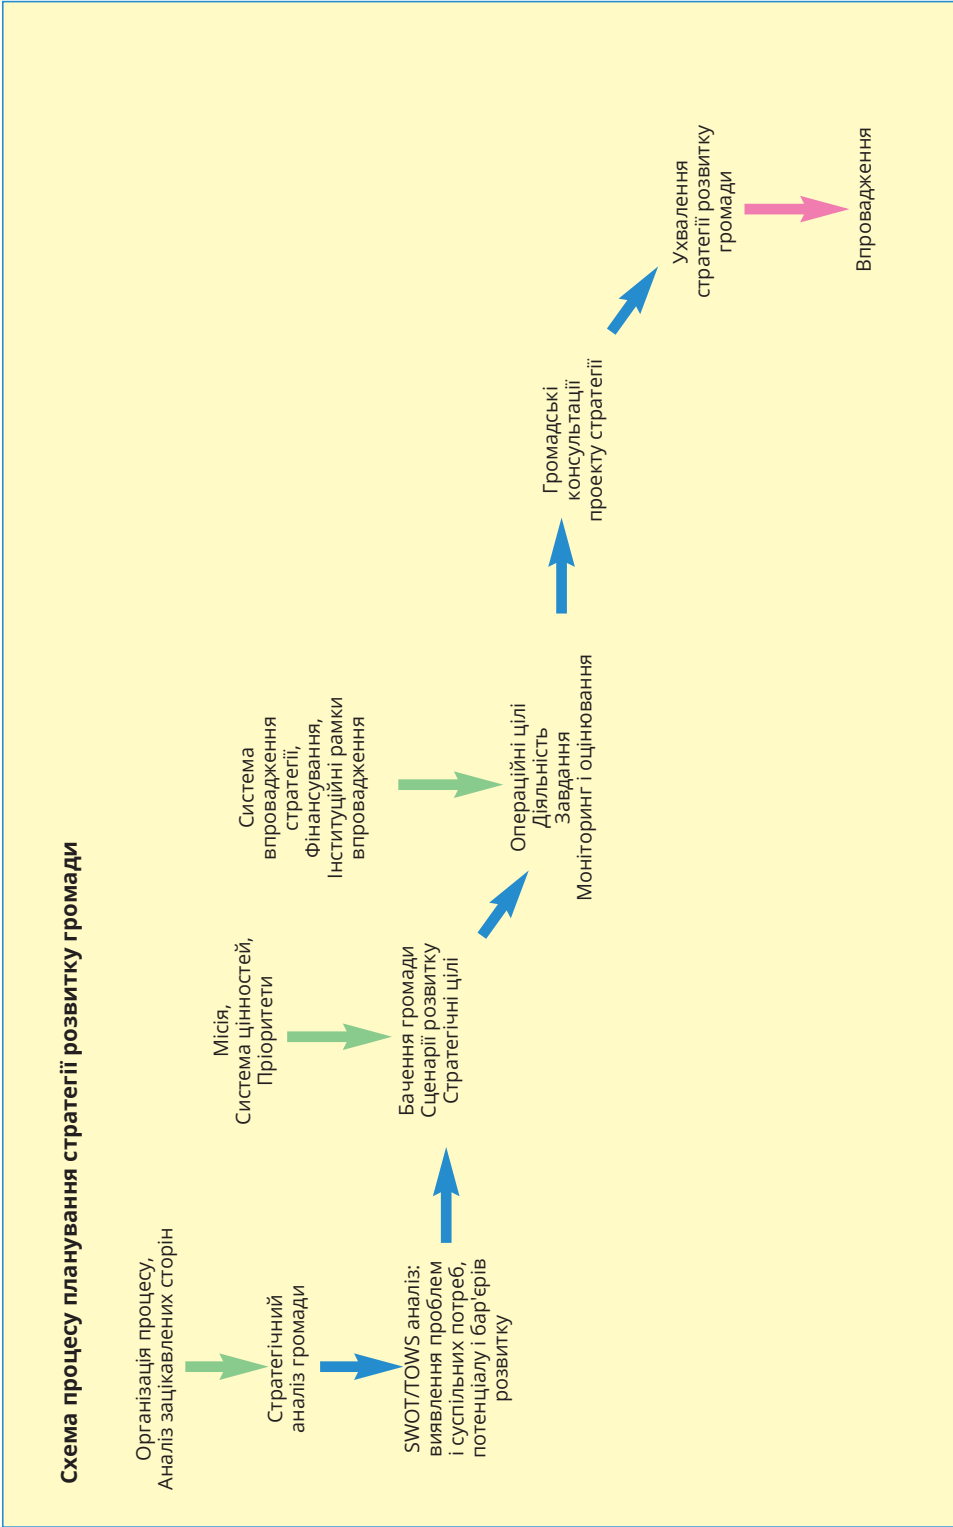 Схема процесу планування стратегії розвитку громади
Організація процесу,
Аналіз зацікавлених сторін
Стратегічний
аналіз громади
SWOT/TOWS аналіз:
виявлення проблем
і суспільних потреб,
потенціалу і бар'єрів
розвитку
Місія,
Система цінностей,
Пріоритети
Бачення громади
Сценарії розвитку
Стратегічні цілі
Система
впровадження
стратегії,
Фінансування,
Інституційні рамки
впровадження
Операційні цілі
Діяльність
Завдання
Моніторинг і оцінювання
Громадські
консультації
проекту стратегії
Ухвалення
стратегії розвитку
громади
Впровадження